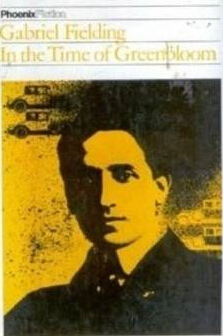 PhoenixFiction
Gabriel Fielding
In the Time of Greenbloom